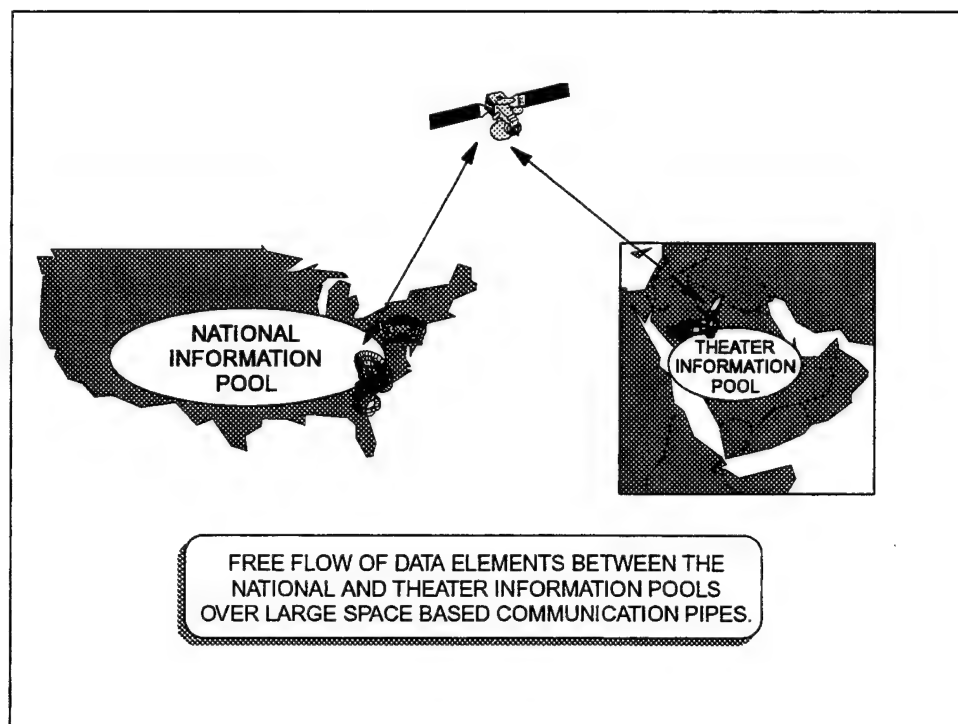 NATIONAL
INFORMATION
POOL
THEATER
INFORMATION
POOL
FREE FLOW OF DATA ELEMENTS BETWEEN THE
NATIONAL AND THEATER INFORMATION POOLS
OVER LARGE SPACE BASED COMMUNICATION PIPES.